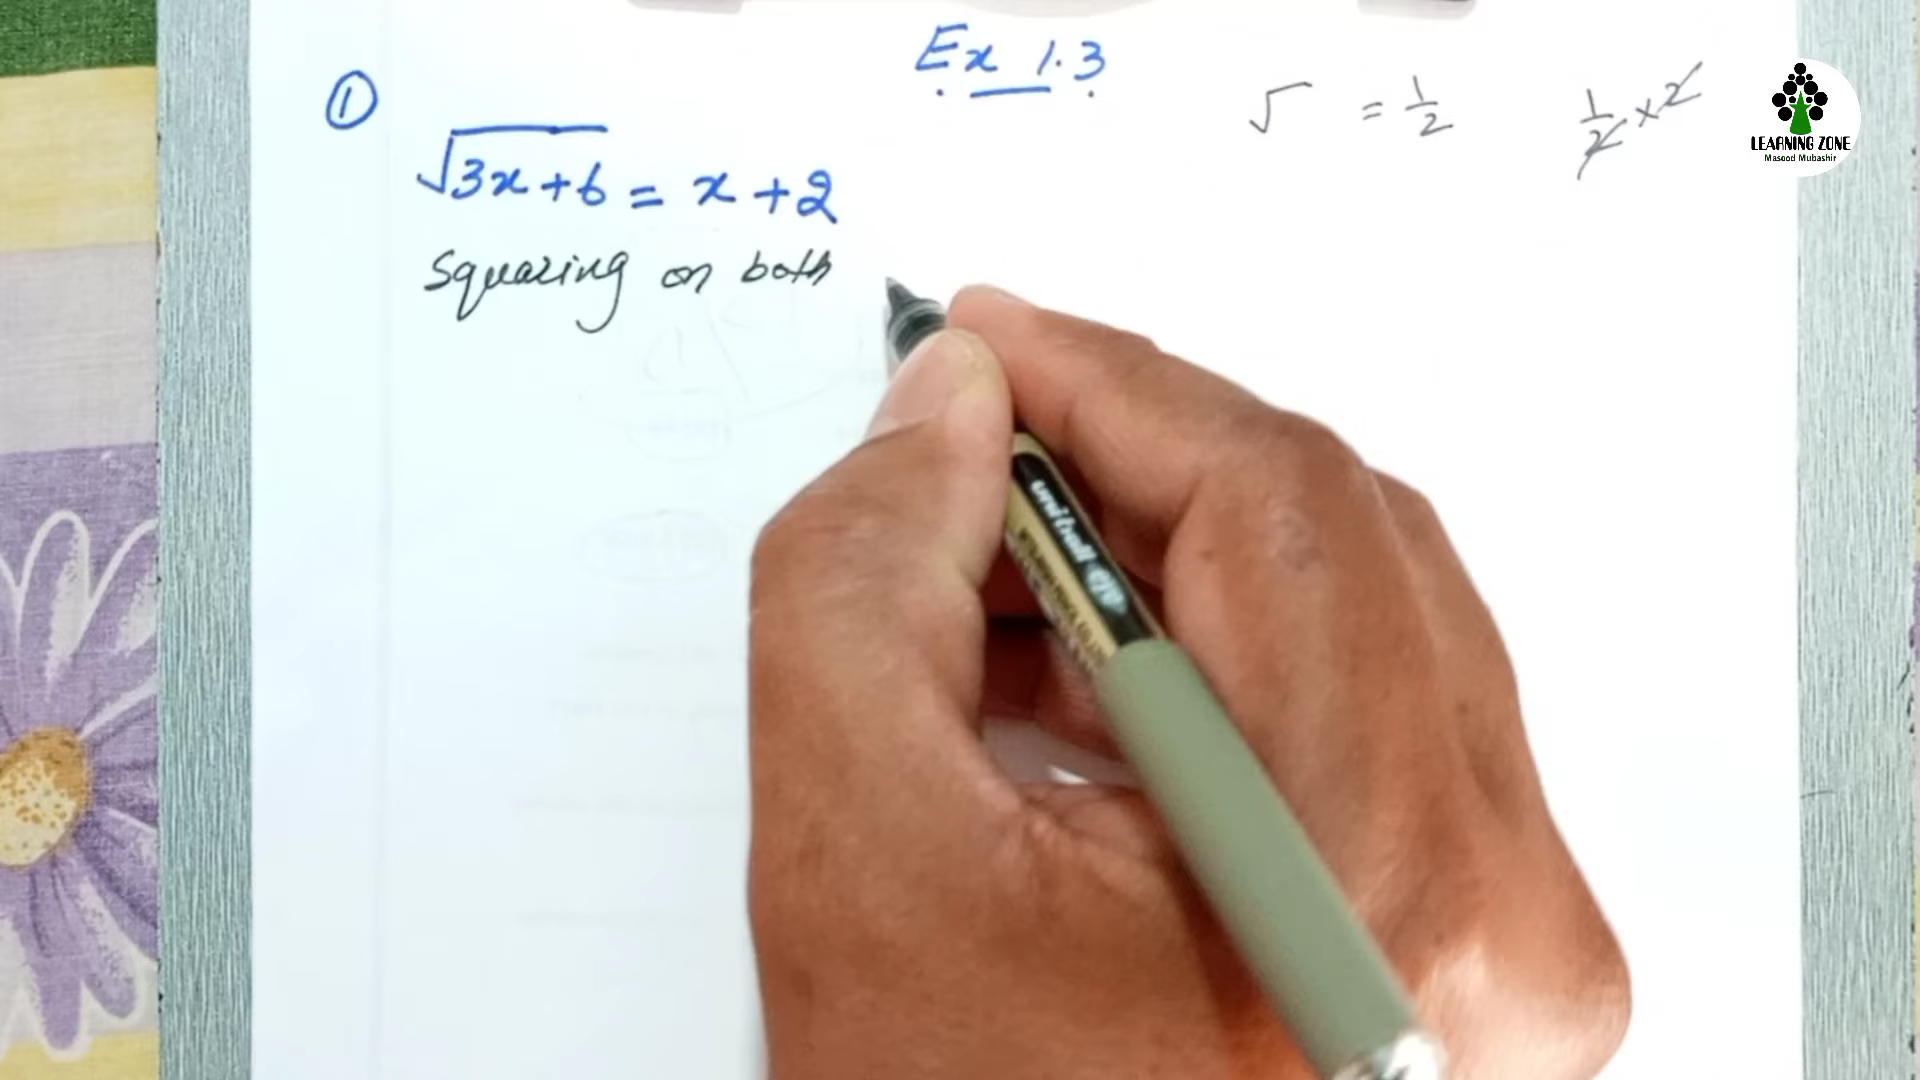 Ex 1.3
①
√ = 1/2   1/2 × 2
√3x+6 = x+2
Squaring on both
LEARNING ZONE
Masood Mubashir
uni-ball eye